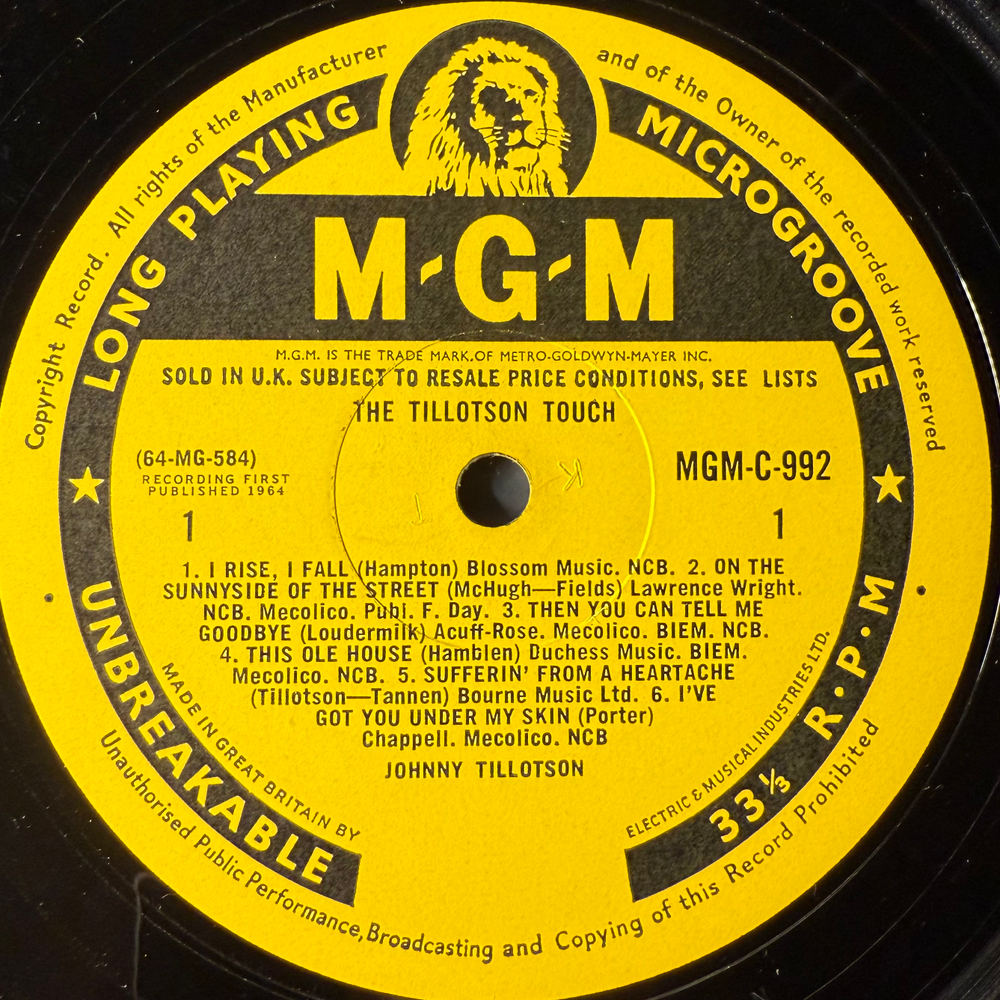 Copyright Record. All rights of the Manufacturer and of the Owner of the recorded work reserved
LONG PLAYING MICROGROOVE
M-G-M
M.G.M. IS THE TRADE MARK.OF METRO-GOLDWYN-MAYER INC.
SOLD IN U.K. SUBJECT TO RESALE PRICE CONDITIONS, SEE LISTS
THE TILLOTSON TOUCH
(64-MG-584)
RECORDING FIRST
PUBLISHED 1964
MGM-C-992
1
1
K
1. I RISE, I FALL (Hampton) Blossom Music. NCB. 2. ON THE
SUNNYSIDE OF THE STREET (McHugh—Fields) Lawrence Wright.
NCB. Mecolico. Publ. F. Day. 3. THEN YOU CAN TELL ME
GOODBYE (Loudermilk) Acuff-Rose. Mecolico. BIEM. NCB.
4. THIS OLE HOUSE (Hamblen) Duchess Music. BIEM.
Mecolico. NCB. 5. SUFFERIN' FROM A HEARTACHE
(Tillotson—Tannen) Bourne Music Ltd. 6. I'VE
GOT YOU UNDER MY SKIN (Porter)
Chappell. Mecolico. NCB
JOHNNY TILLOTSON
MADE IN GREAT BRITAIN BY
ELECTRIC & MUSICAL INDUSTRIES LTD.
UNBREAKABLE
33⅓ R•P•M
Unauthorised Public Performance, Broadcasting and Copying of this Record Prohibited